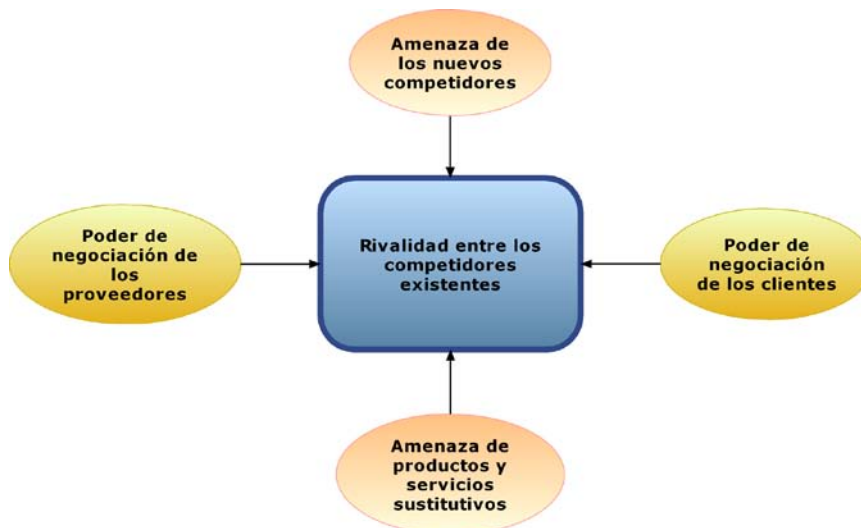 Amenaza de
los nuevos
competidores
Poder de
negociación de
los
proveedores
Rivalidad entre los
competidores
existentes
Poder de
negociación
de los clientes
Amenaza de
productos y
servicios
sustitutivos